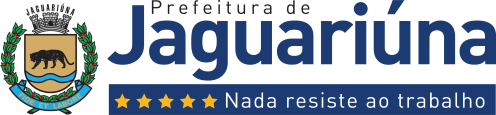 JAGUARIÚNA
Prefeitura de
Jaguariúna
Nada resiste ao trabalho